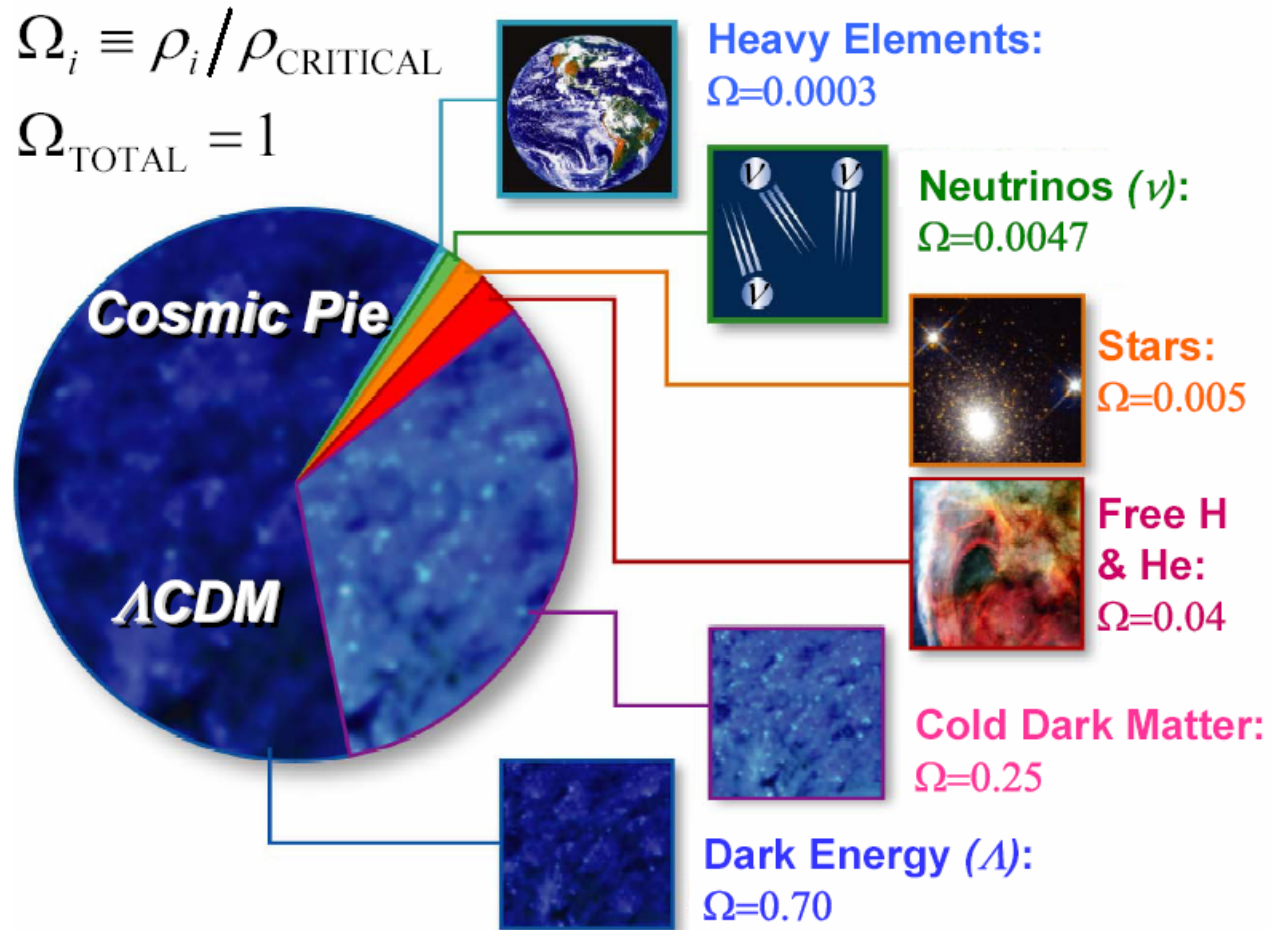 Ωᵢ ≡ ρᵢ/ρCRITICAL
ΩTOTAL = 1
Heavy Elements:
Ω=0.0003
ν ν
ν
Neutrinos (ν):
Ω=0.0047
Cosmic Pie
Stars:
Ω=0.005
Free H
& He:
Ω=0.04
ΛCDM
Cold Dark Matter:
Ω=0.25
Dark Energy (Λ):
Ω=0.70